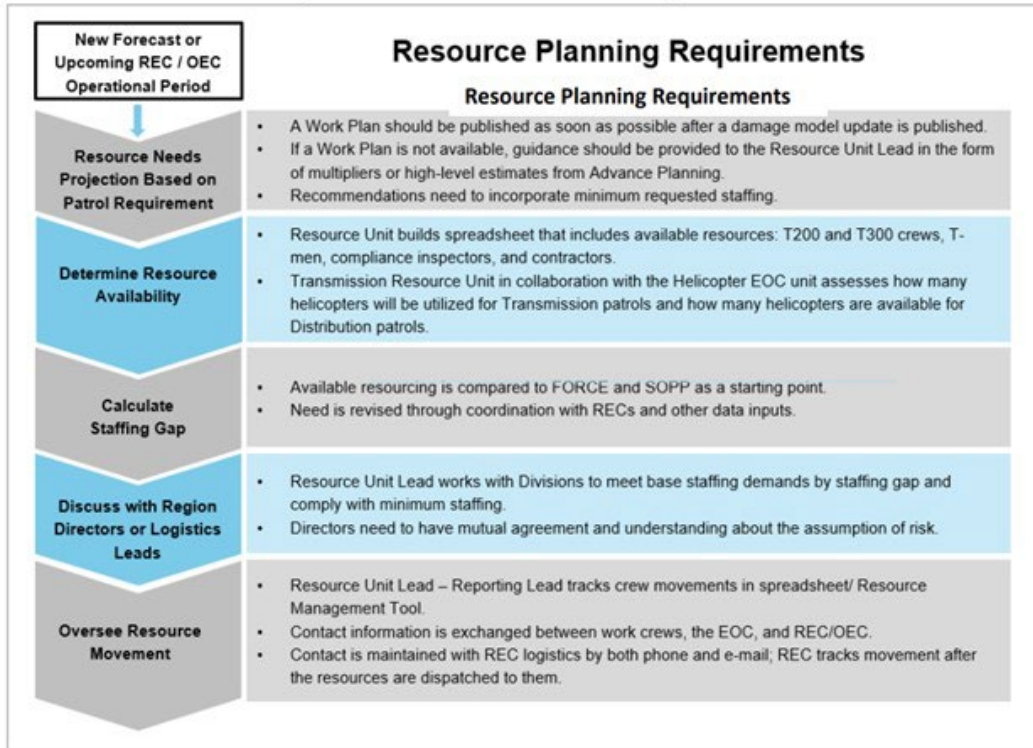 New Forecast or
Upcoming REC / OEC
Operational Period
Resource Planning Requirements
Resource Planning Requirements
Resource Needs
Projection Based on
Patrol Requirement
• A Work Plan should be published as soon as possible after a damage model update is published.
• If a Work Plan is not available, guidance should be provided to the Resource Unit Lead in the form
of multipliers or high-level estimates from Advance Planning.
• Recommendations need to incorporate minimum requested staffing.
Determine Resource
Availability
• Resource Unit builds spreadsheet that includes available resources: T200 and T300 crews, T-
men, compliance inspectors, and contractors.
• Transmission Resource Unit in collaboration with the Helicopter EOC unit assesses how many
helicopters will be utilized for Transmission patrols and how many helicopters are available for
Distribution patrols.
Calculate
Staffing Gap
• Available resourcing is compared to FORCE and SOPP as a starting point.
• Need is revised through coordination with RECs and other data inputs.
Discuss with Region
Directors or Logistics
Leads
• Resource Unit Lead works with Divisions to meet base staffing demands by staffing gap and
comply with minimum staffing.
• Directors need to have mutual agreement and understanding about the assumption of risk.
Oversee Resource
Movement
• Resource Unit Lead – Reporting Lead tracks crew movements in spreadsheet/ Resource
Management Tool.
• Contact information is exchanged between work crews, the EOC, and REC/OEC.
• Contact is maintained with REC logistics by both phone and e-mail; REC tracks movement after
the resources are dispatched to them.